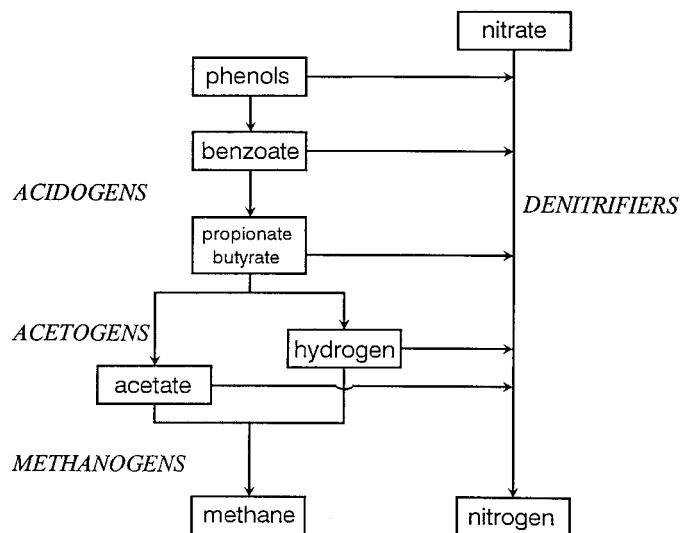 nitrate
phenols
benzoate
ACIDOGENS
DENITRIFIERS
propionate
butyrate
ACETOGENS
hydrogen
acetate
METHANOGENS
methane
nitrogen